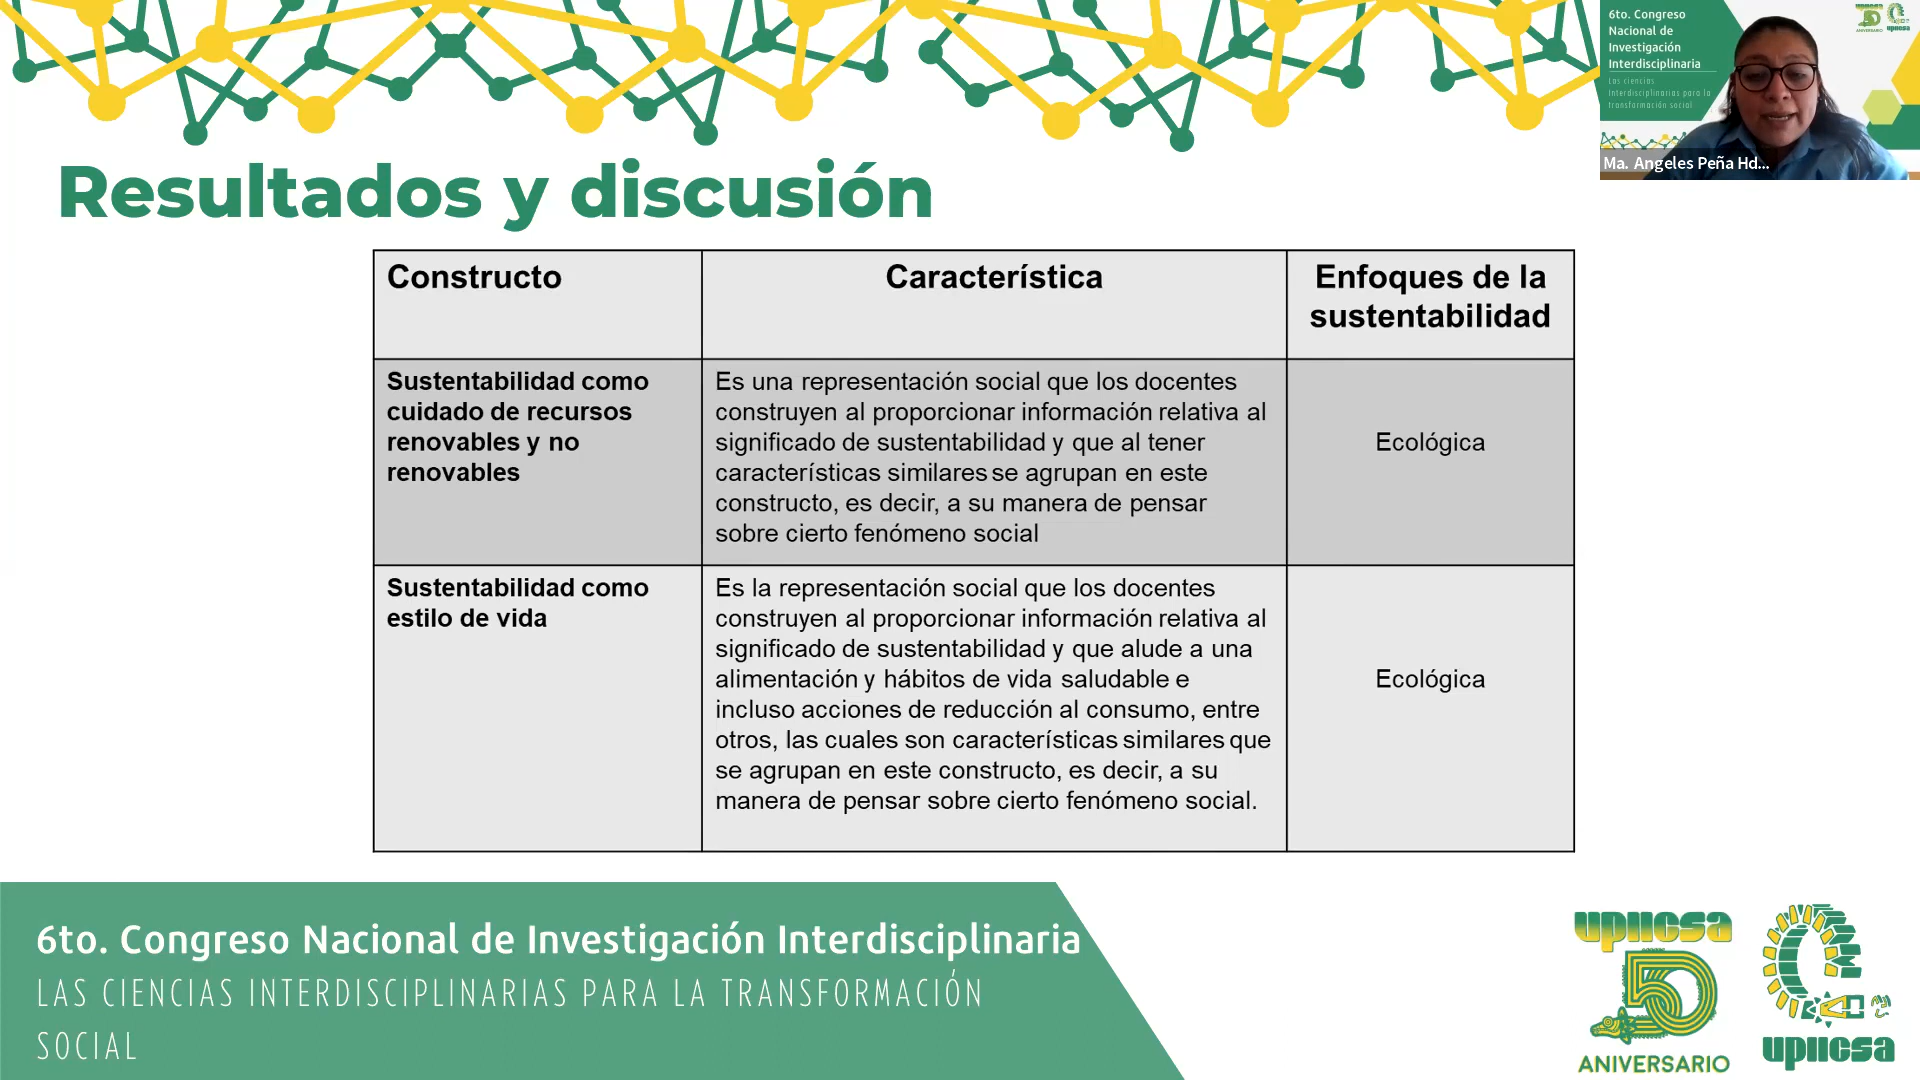 6to. Congreso
Nacional de
Investigación
Interdisciplinaria
Las ciencias
interdisciplinarias para la
transformación social
ANIVERSARIO
upiicsa
Ma. Angeles Peña Hd...
Resultados y discusión
Constructo
Característica
Enfoques de la
sustentabilidad
Sustentabilidad como
cuidado de recursos
renovables y no
renovables
Es una representación social que los docentes
construyen al proporcionar información relativa al
significado de sustentabilidad y que al tener
características similares se agrupan en este
constructo, es decir, a su manera de pensar
sobre cierto fenómeno social
Ecológica
Sustentabilidad como
estilo de vida
Es la representación social que los docentes
construyen al proporcionar información relativa al
significado de sustentabilidad y que alude a una
alimentación y hábitos de vida saludable e
incluso acciones de reducción al consumo, entre
otros, las cuales son características similares que
se agrupan en este constructo, es decir, a su
manera de pensar sobre cierto fenómeno social.
Ecológica
6to. Congreso Nacional de Investigación Interdisciplinaria
LAS CIENCIAS INTERDISCIPLINARIAS PARA LA TRANSFORMACIÓN
SOCIAL
upiicsa
50
ANIVERSARIO
upiicsa